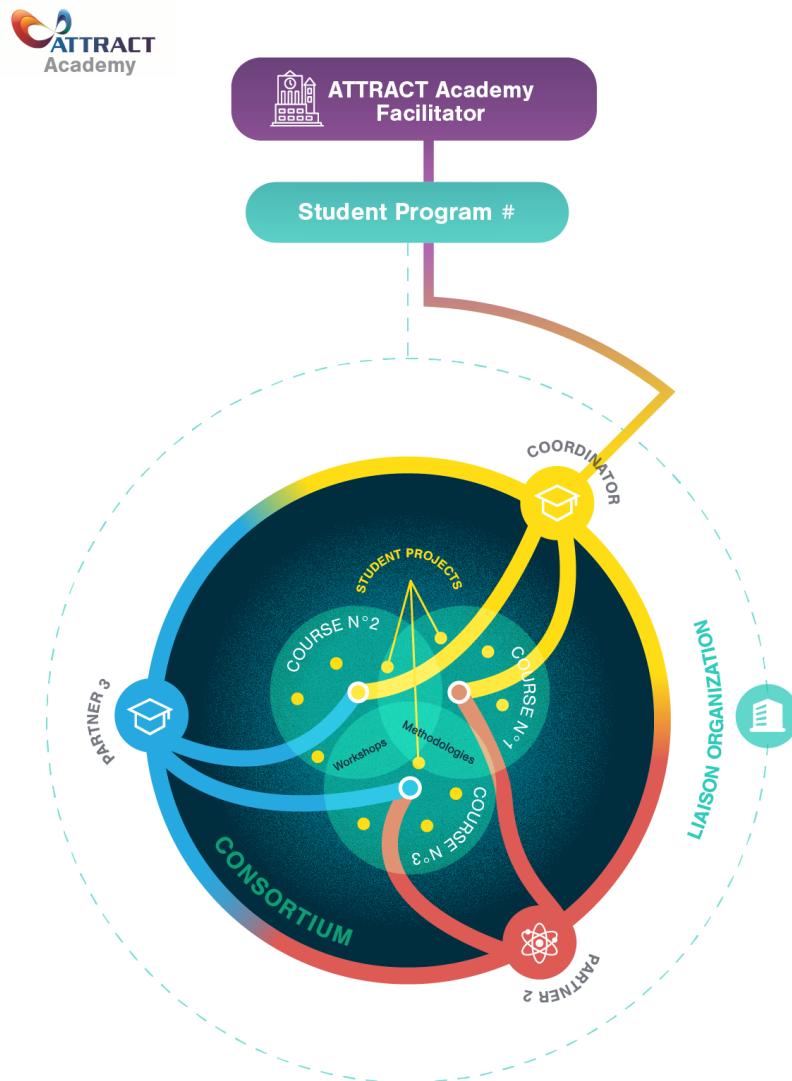 ATTRACT
Academy
ATTRACT Academy
Facilitator
Student Program #
COORDINATOR
STUDENT PROJECTS
COURSE N°2
COURSE N°1
PARTNER 3
LIAISON ORGANIZATION
Workshops
Methodologies
COURSE N°3
CONSORTIUM
PARTNER 2